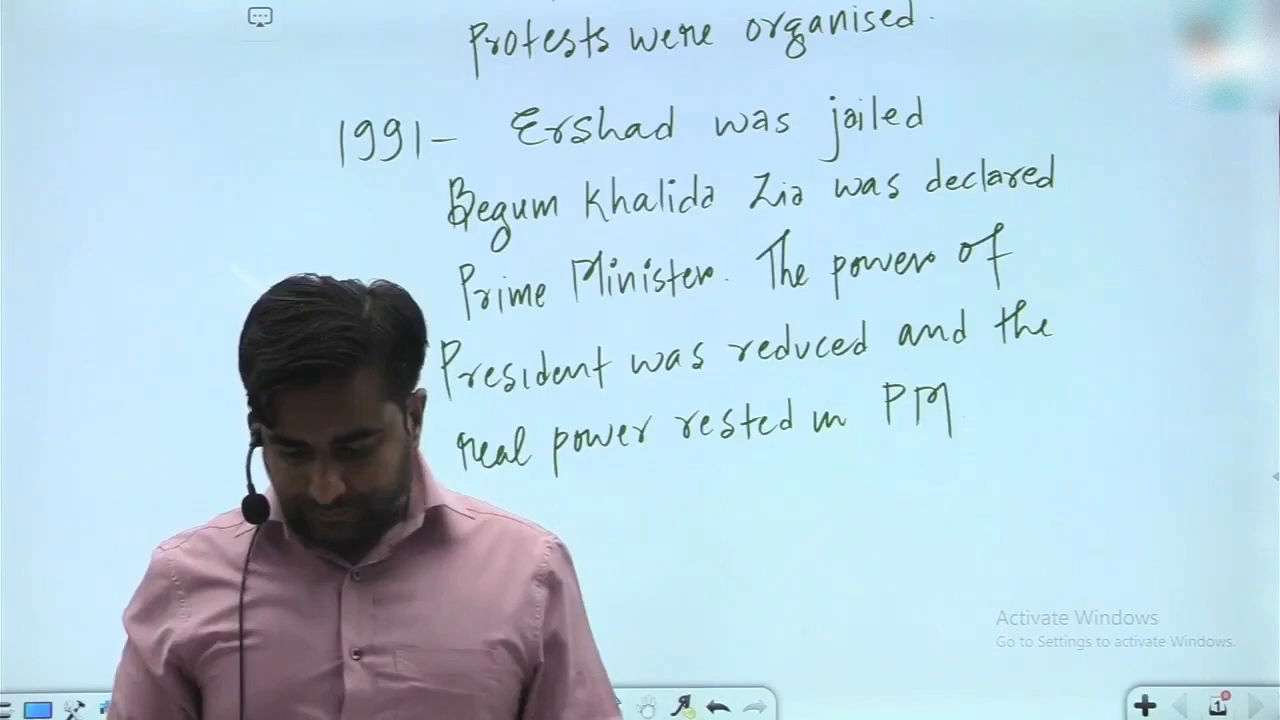 Protests were organised.
1991- Ershad was jailed
Begum Khalida Zia was declared
Prime Minister. The power of
President was reduced and the
real power rested in PM
Activate Windows
Go to Settings to activate Windows.
1